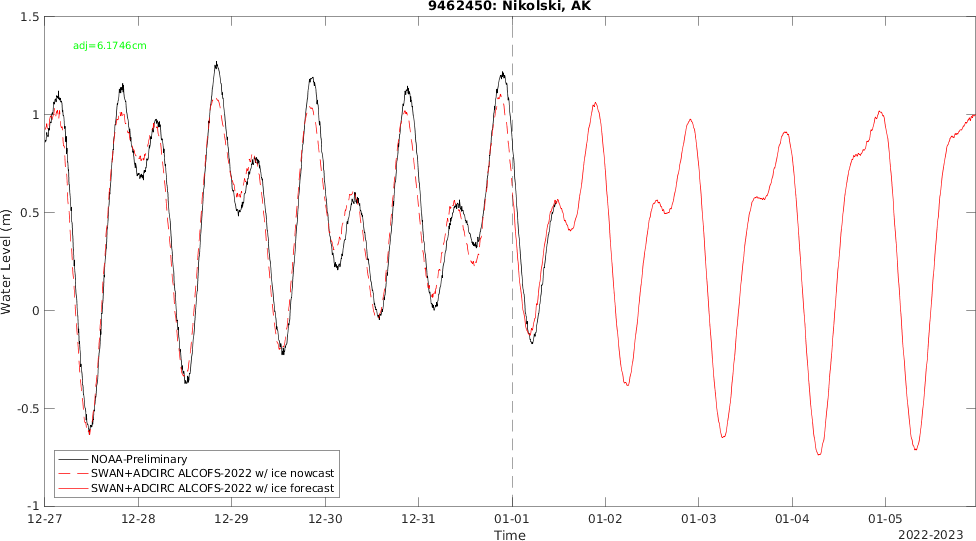 9462450: Nikolski, AK
adj=6.1746cm
1.5
1
0.5
0
-0.5
-1
Water Level (m)
NOAA-Preliminary
SWAN+ADCIRC ALCOFS-2022 w/ ice nowcast
SWAN+ADCIRC ALCOFS-2022 w/ ice forecast
12-27 12-28 12-29 12-30 12-31 01-01 01-02 01-03 01-04 01-05
Time
2022-2023